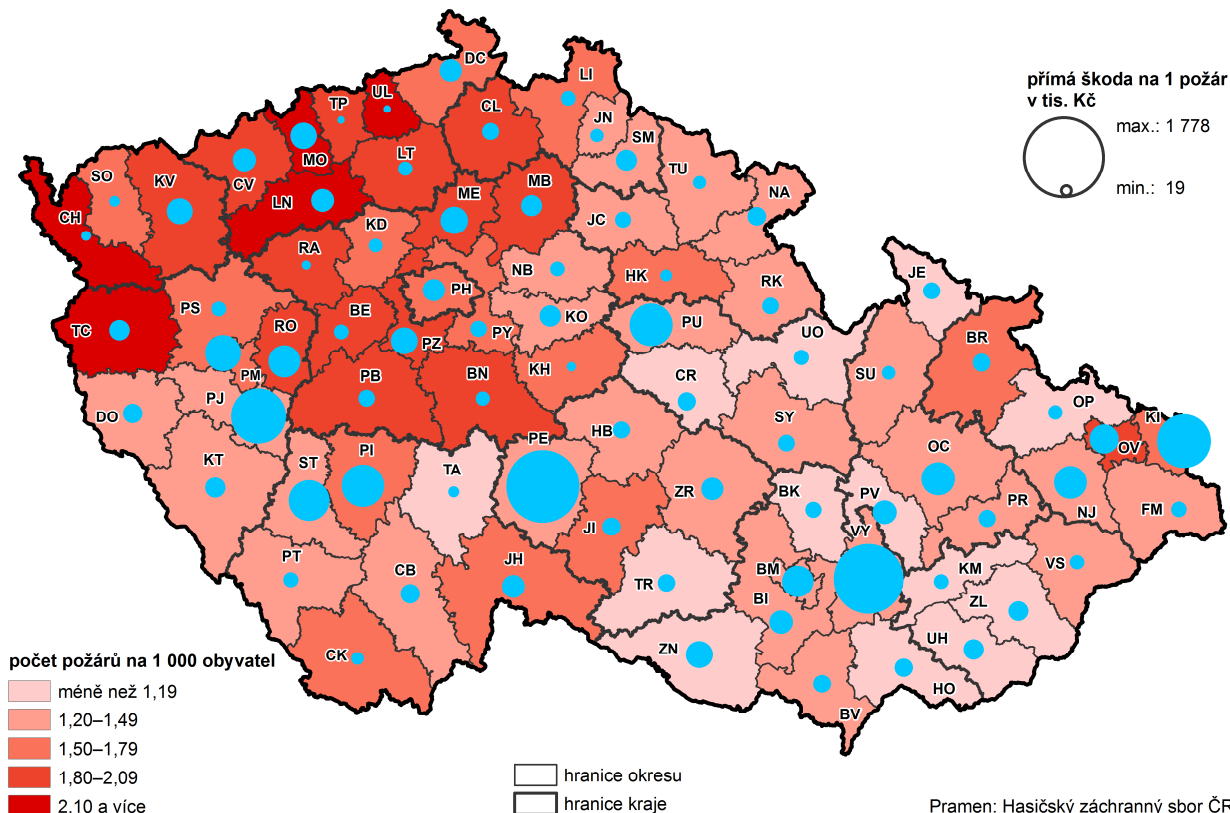 DC
LI
TP
UL
CL
JN
SM
MO
CV
LT
TU
SO
KV
NA
CH
LN
ME
MB
KD
JC
RA
NB
HK
RK
JE
PH
PS
BE
TC
RO
PZ
PY
KO
PU
UO
BR
PM
PB
BN
KH
CR
SU
OP
PJ
DO
KI
OV
PE
HB
SY
PI
KT
ST
TA
ZR
BK
PV
OC
PR
NJ
FM
JI
VY
PT
CB
JH
BM
TR
BI
KM
VS
ZL
CK
ZN
UH
HO
BV
přímá škoda na 1 požár
v tis. Kč
max.: 1 778
min.: 19
počet požárů na 1 000 obyvatel
méně než 1,19
1,20–1,49
1,50–1,79
1,80–2,09
2,10 a více
hranice okresu
hranice kraje
Pramen: Hasičský záchranný sbor ČR